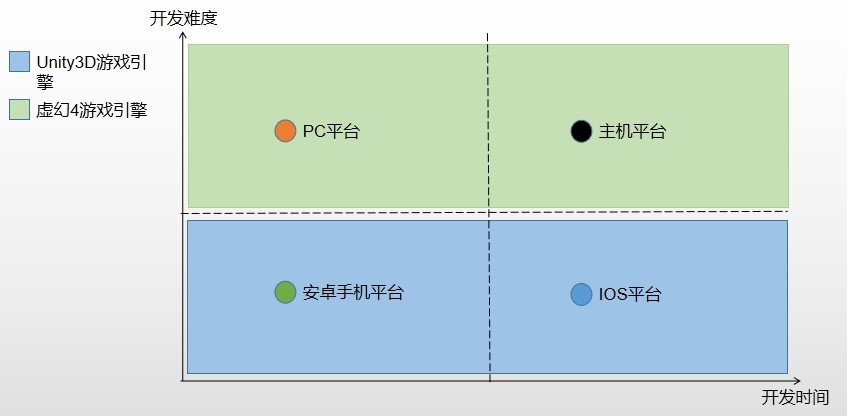 开发难度
Unity3D游戏引
擎
虚幻4游戏引擎
PC平台
主机平台
安卓手机平台
IOS平台
开发时间